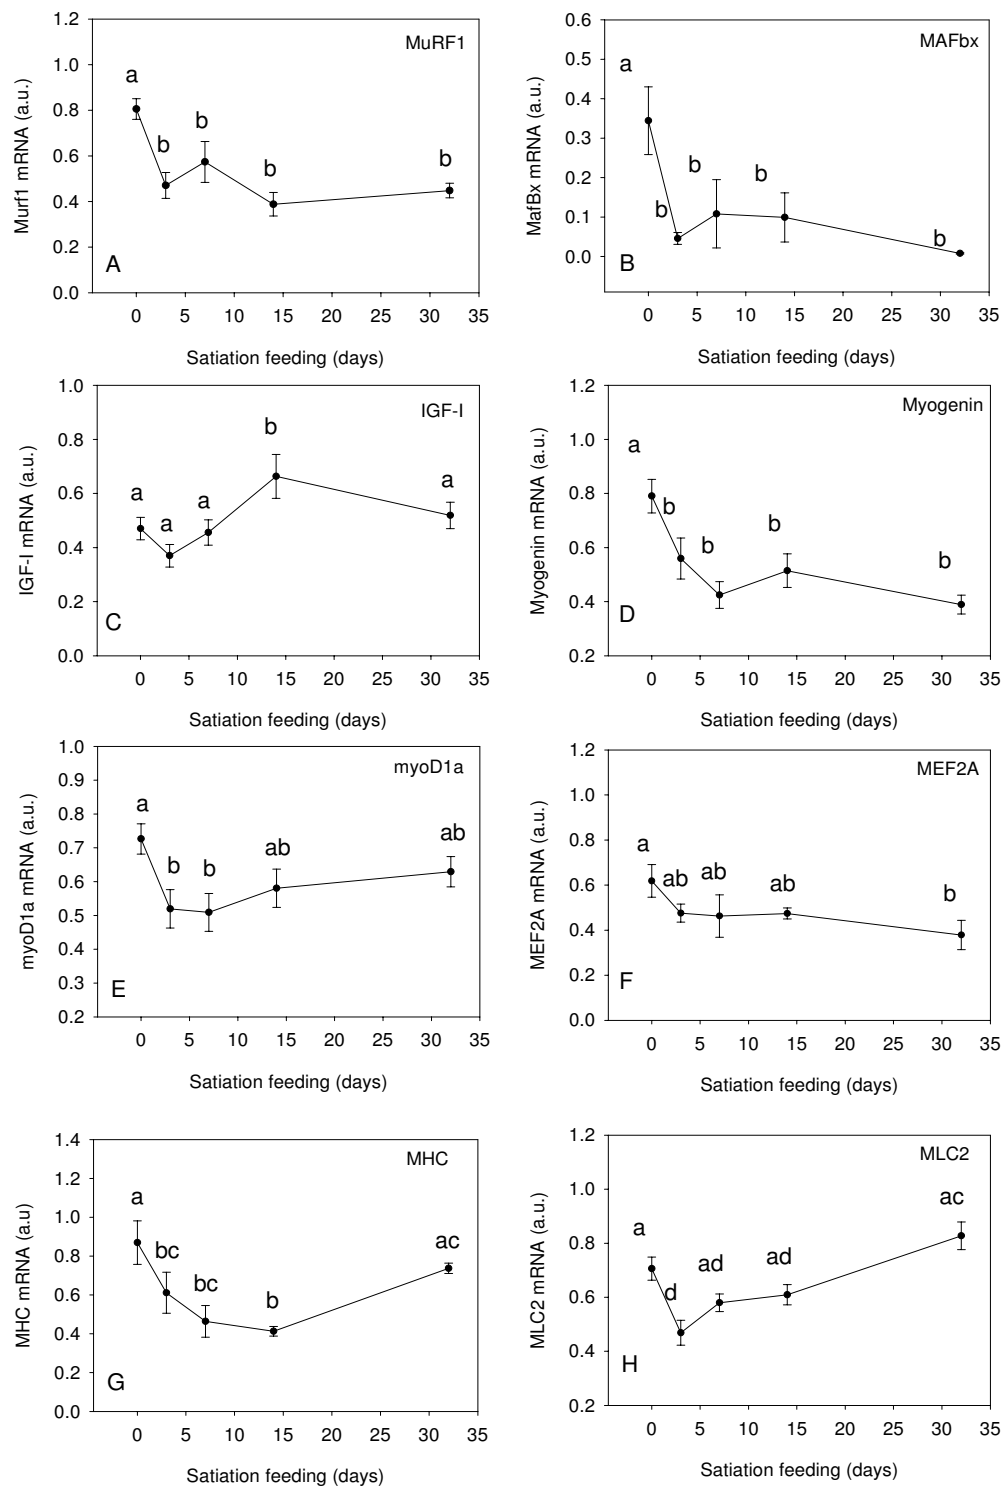 1.2
MuRF1
1.0
a
0.8
b
b
b
0.6
b
0.4
0.2
A
0.0
0 5 10 15 20 25 30 35
Murf1 mRNA (a.u.)
Satiation feeding (days)
0.6
MAFbx
0.5
a
0.4
0.3
b
b
0.2
b
0.1
b
0.0
B
0 5 10 15 20 25 30 35
MafBx mRNA (a.u.)
Satiation feeding (days)
1.0
IGF-I
b
0.8
a
a
a
a
0.6
0.4
0.2
C
0.0
0 5 10 15 20 25 30 35
IGF-I mRNA (a.u.)
Satiation feeding (days)
1.2
Myogenin
1.0
a
0.8
b
b
b
b
0.6
0.4
D
0.2
0 5 10 15 20 25 30 35
Myogenin mRNA (a.u.)
Satiation feeding (days)
1.0
myoD1a
0.9
a
0.8
ab
ab
0.7
b
b
0.6
0.5
0.4
0.3
E
0.2
0 5 10 15 20 25 30 35
myoD1a mRNA (a.u.)
Satiation feeding (days)
1.2
MEF2A
1.0
0.8
a
ab
ab
ab
b
0.6
0.4
0.2
F
0.0
0 5 10 15 20 25 30 35
MEF2A mRNA (a.u.)
Satiation feeding (days)
1.4
MHC
1.2
a
1.0
bc
bc
b
ac
0.8
0.6
0.4
0.2
G
0.0
0 5 10 15 20 25 30 35
MHC mRNA (a.u)
Satiation feeding (days)
1.2
MLC2
1.0
ac
a
0.8
d
ad
ad
0.6
0.4
H
0.2
0 5 10 15 20 25 30 35
MLC2 mRNA (a.u.)
Satiation feeding (days)